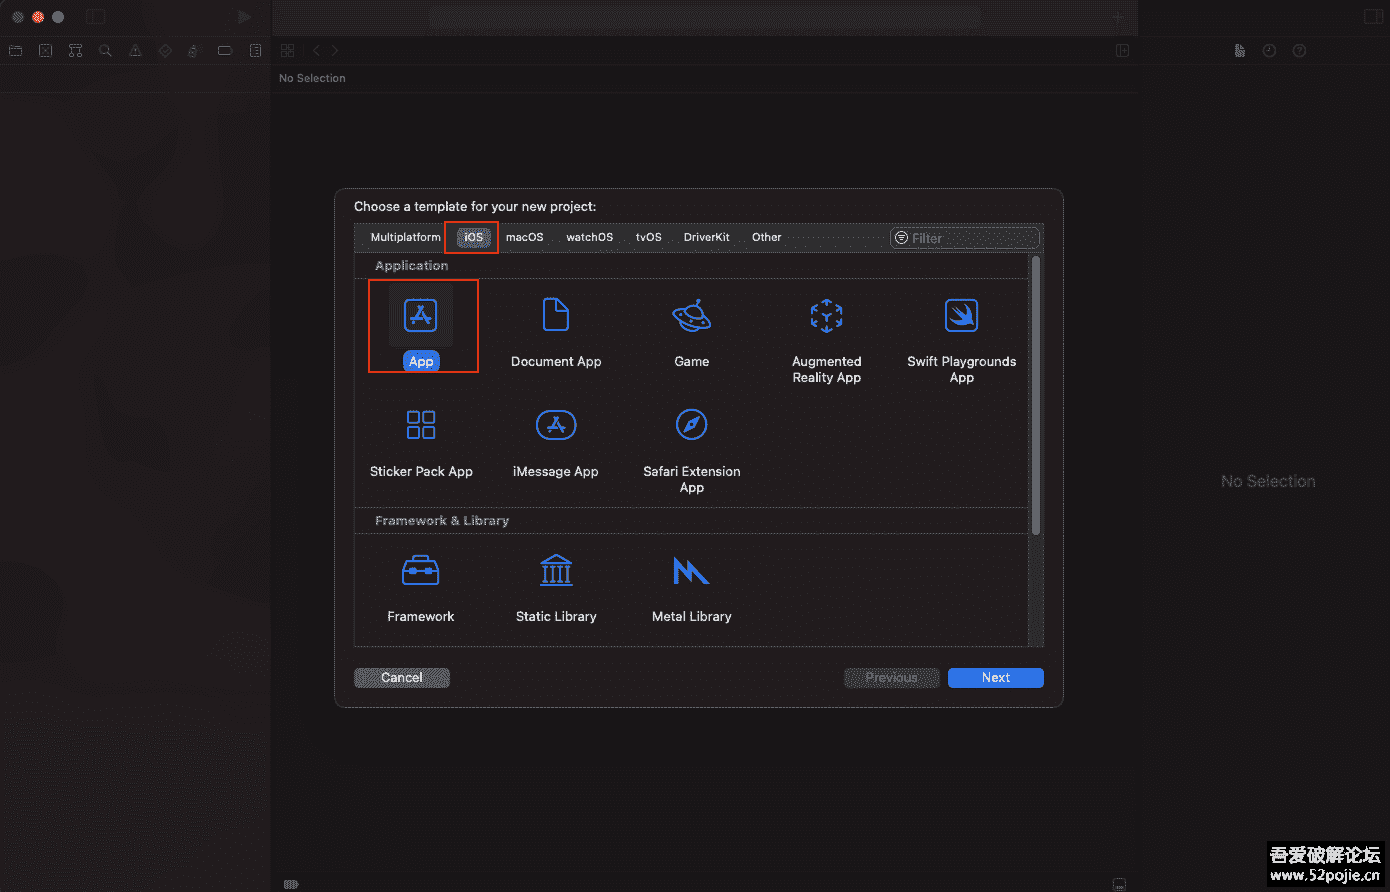 No Selection
Choose a template for your new project:
Multiplatform iOS macOS watchOS tvOS DriverKit Other Filter
Application
App Document App Game Augmented Reality App Swift Playgrounds App
Sticker Pack App iMessage App Safari Extension App
No Selection
Framework & Library
Framework Static Library Metal Library
Cancel Previous Next
吾爱破解论坛
www.52pojie.cn